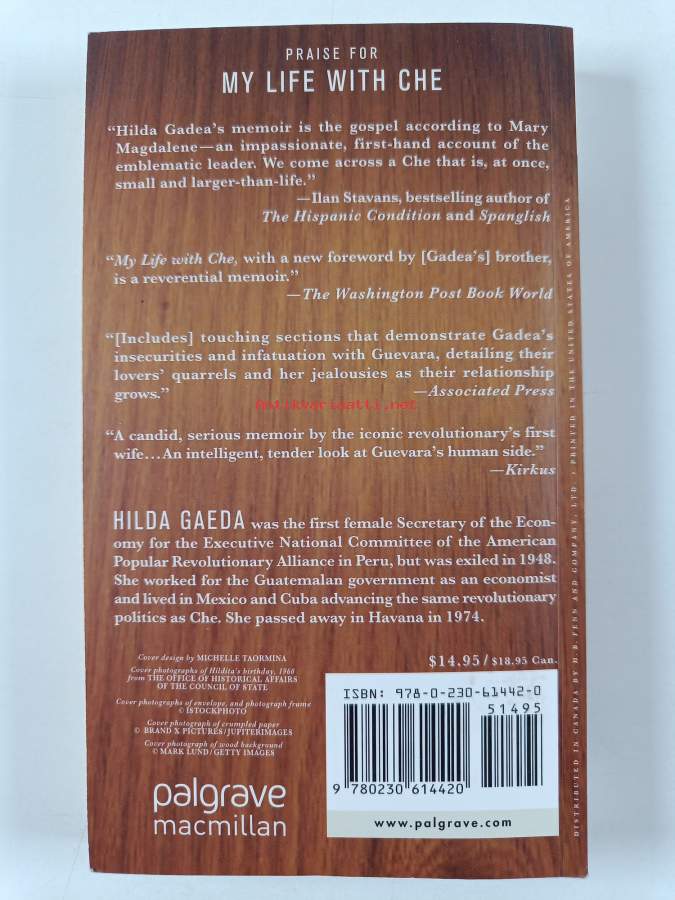 PRAISE FOR
MY LIFE WITH CHE
“Hilda Gadea’s memoir is the gospel according to Mary
Magdalene—an impassionate, first-hand account of the
emblematic leader. We come across a Che that is, at once,
small and larger-than-life.”
—Ilan Stavans, bestselling author of
The Hispanic Condition and Spanglish
“My Life with Che, with a new foreword by [Gadea’s] brother,
is a reverential memoir.”
—The Washington Post Book World
“[Includes] touching sections that demonstrate Gadea’s
insecurities and infatuation with Guevara, detailing their
lovers’ quarrels and her jealousies as their relationship
grows.” —Associated Press
antikvariaatti.net
“A candid, serious memoir by the iconic revolutionary’s first
wife…An intelligent, tender look at Guevara’s human side.”
—Kirkus
HILDA GAEDA was the first female Secretary of the Econ-
omy for the Executive National Committee of the American
Popular Revolutionary Alliance in Peru, but was exiled in 1948.
She worked for the Guatemalan government as an economist
and lived in Mexico and Cuba advancing the same revolutionary
politics as Che. She passed away in Havana in 1974.
Cover design by MICHELLE TAORMINA
Cover photographs of Hildita’s birthday, 1960
from THE OFFICE OF HISTORICAL AFFAIRS
OF THE COUNCIL OF STATE
Cover photographs of envelope, and photograph frame
© ISTOCKPHOTO
Cover photograph of crumpled paper
© BRAND X PICTURES/JUPITERIMAGES
Cover photograph of wood background
© MARK LUND/GETTY IMAGES
palgrave
macmillan
$14.95/$18.95 Can.
ISBN: 978-0-230-61442-0
51495
9 780230 614420
www.palgrave.com
DISTRIBUTED IN CANADA BY H. B. FENN AND COMPANY, LTD. • PRINTED IN THE UNITED STATES OF AMERICA